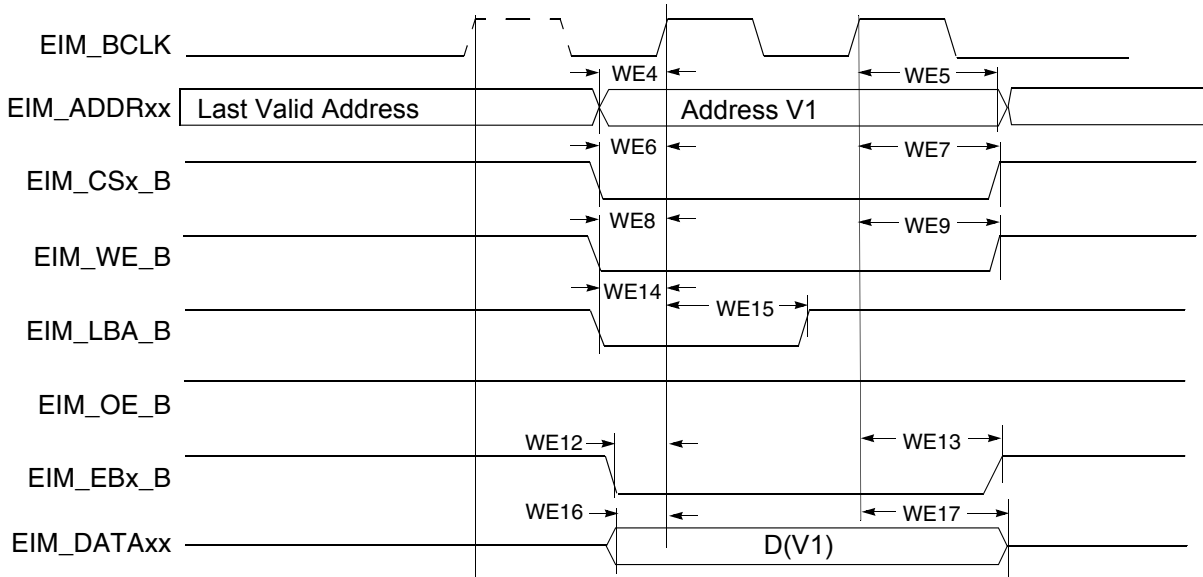 EIM_BCLK
WE4
WE5
EIM_ADDRxx
Last Valid Address
Address V1
WE6
WE7
EIM_CSx_B
WE8
WE9
EIM_WE_B
WE14
WE15
EIM_LBA_B
EIM_OE_B
WE12
WE13
EIM_EBx_B
WE16
WE17
EIM_DATAxx
D(V1)